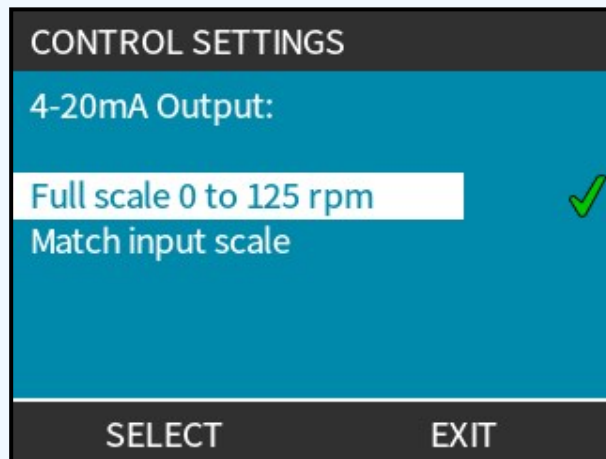 CONTROL SETTINGS
4-20mA Output:
Full scale 0 to 125 rpm
Match input scale
SELECT EXIT